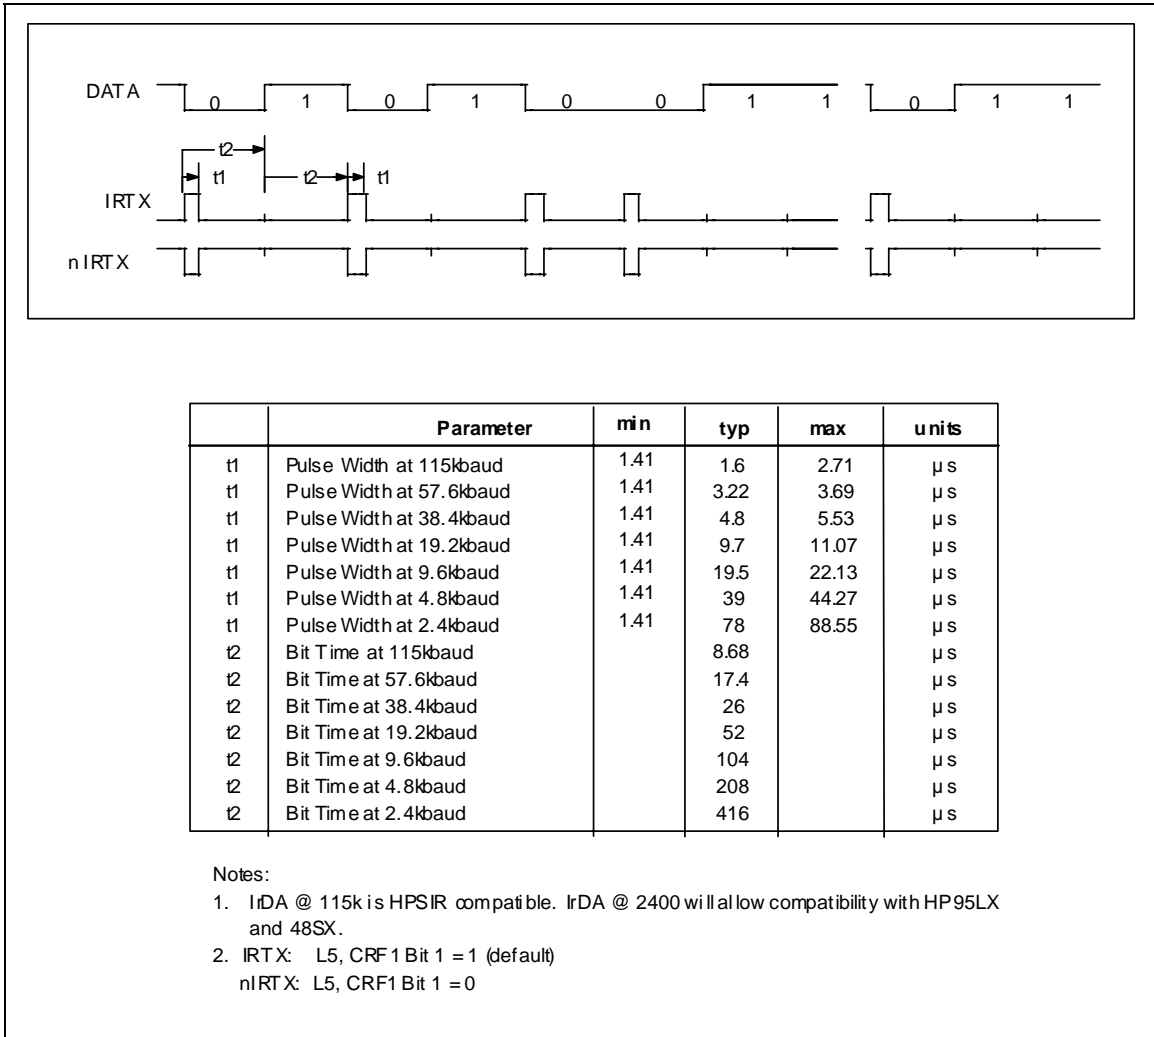 DATA 0 1 0 1 0 0 1 1 0 1 1
t2
t1 t2 t1
IRTX
nIRTX
Parameter min typ max units
t1 Pulse Width at 115kbaud 1.41 1.6 2.71 µs
t1 Pulse Width at 57.6kbaud 1.41 3.22 3.69 µs
t1 Pulse Width at 38.4kbaud 1.41 4.8 5.53 µs
t1 Pulse Width at 19.2kbaud 1.41 9.7 11.07 µs
t1 Pulse Width at 9.6kbaud 1.41 19.5 22.13 µs
t1 Pulse Width at 4.8kbaud 1.41 39 44.27 µs
t1 Pulse Width at 2.4kbaud 1.41 78 88.55 µs
t2 Bit Time at 115kbaud 8.68 µs
t2 Bit Time at 57.6kbaud 17.4 µs
t2 Bit Time at 38.4kbaud 26 µs
t2 Bit Time at 19.2kbaud 52 µs
t2 Bit Time at 9.6kbaud 104 µs
t2 Bit Time at 4.8kbaud 208 µs
t2 Bit Time at 2.4kbaud 416 µs
Notes:
1. IrDA @ 115k is HPSIR compatible. IrDA @ 2400 will allow compatibility with HP95LX
and 48SX.
2. IRTX: L5, CRF1 Bit 1 = 1 (default)
nIRTX: L5, CRF1 Bit 1 = 0